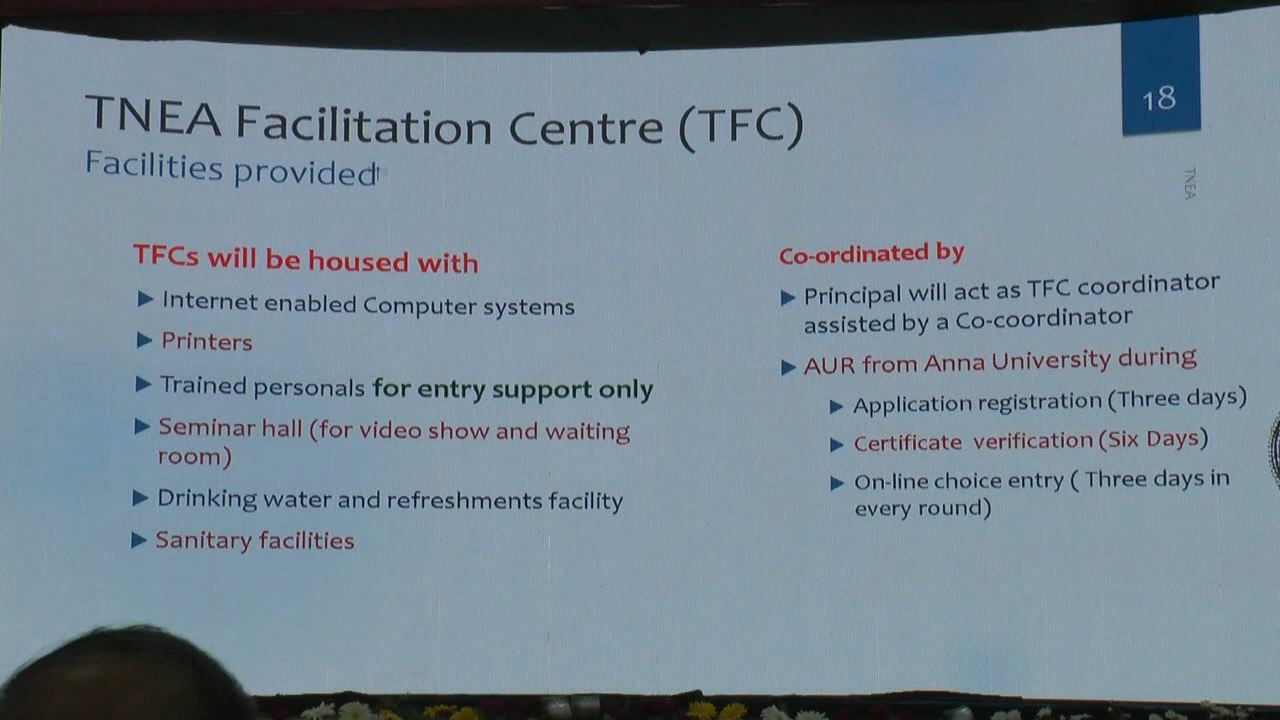 18
TNEA Facilitation Centre (TFC)
Facilities provided
TNEA
TFCs will be housed with
Internet enabled Computer systems
Printers
Trained personals for entry support only
Seminar hall (for video show and waiting
room)
Drinking water and refreshments facility
Sanitary facilities
Co-ordinated by
Principal will act as TFC coordinator
assisted by a Co-coordinator
AUR from Anna University during
Application registration (Three days)
Certificate verification (Six Days)
On-line choice entry ( Three days in
every round)